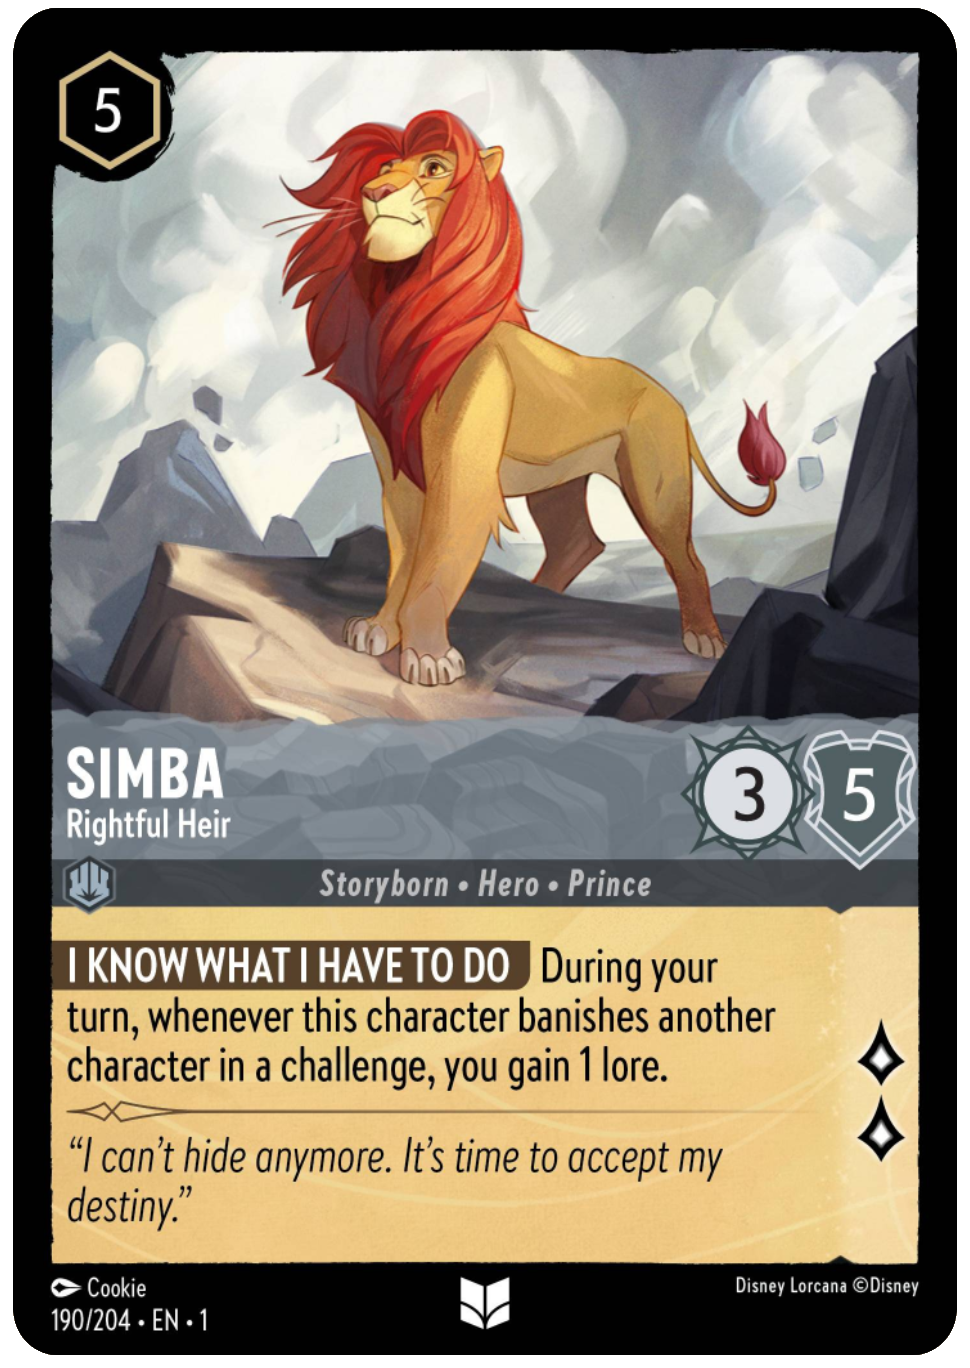 5
SIMBA
Rightful Heir
3
5
Storyborn • Hero • Prince
I KNOW WHAT I HAVE TO DO During your
turn, whenever this character banishes another
character in a challenge, you gain 1 lore.
“I can’t hide anymore. It’s time to accept my
destiny.”
Cookie
Disney Lorcana ©Disney
190/204 • EN • 1